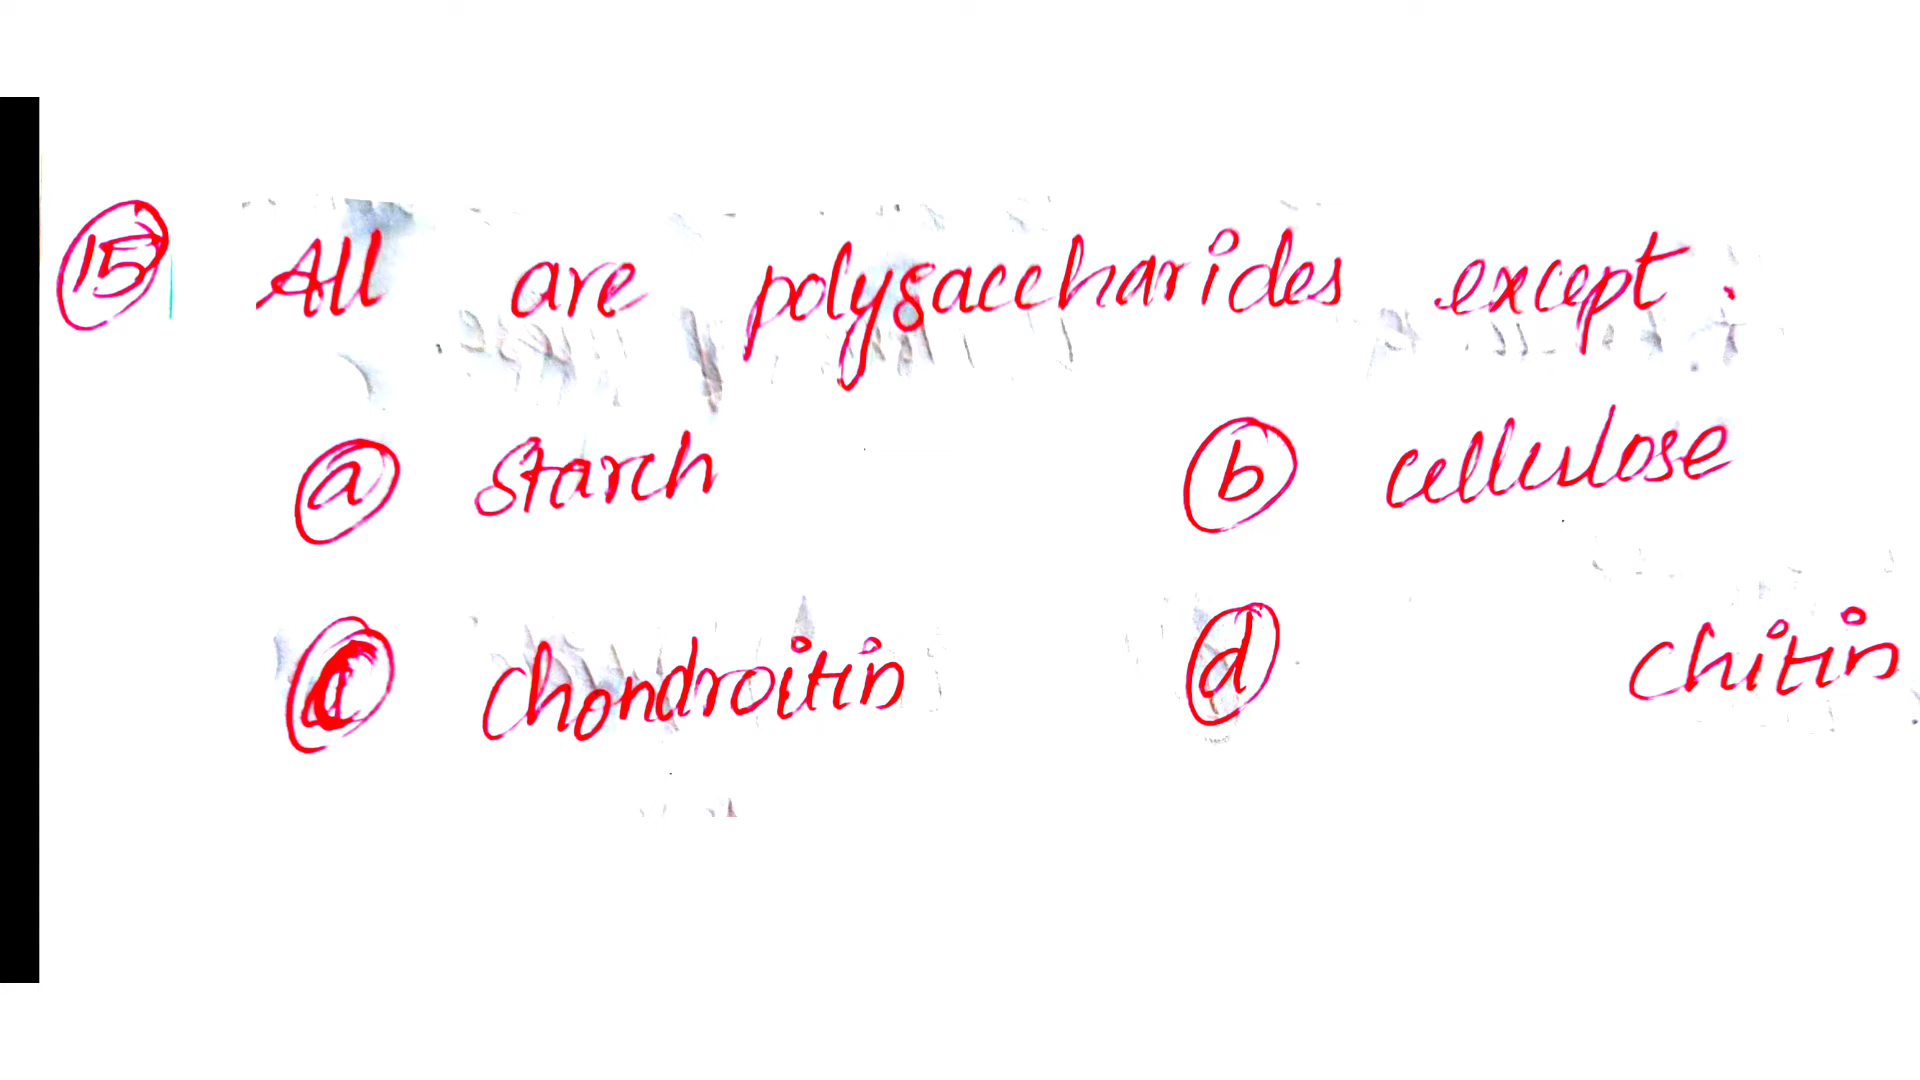 15 All are polysaccharides except :
a starch b cellulose
c chondroitin d chitin